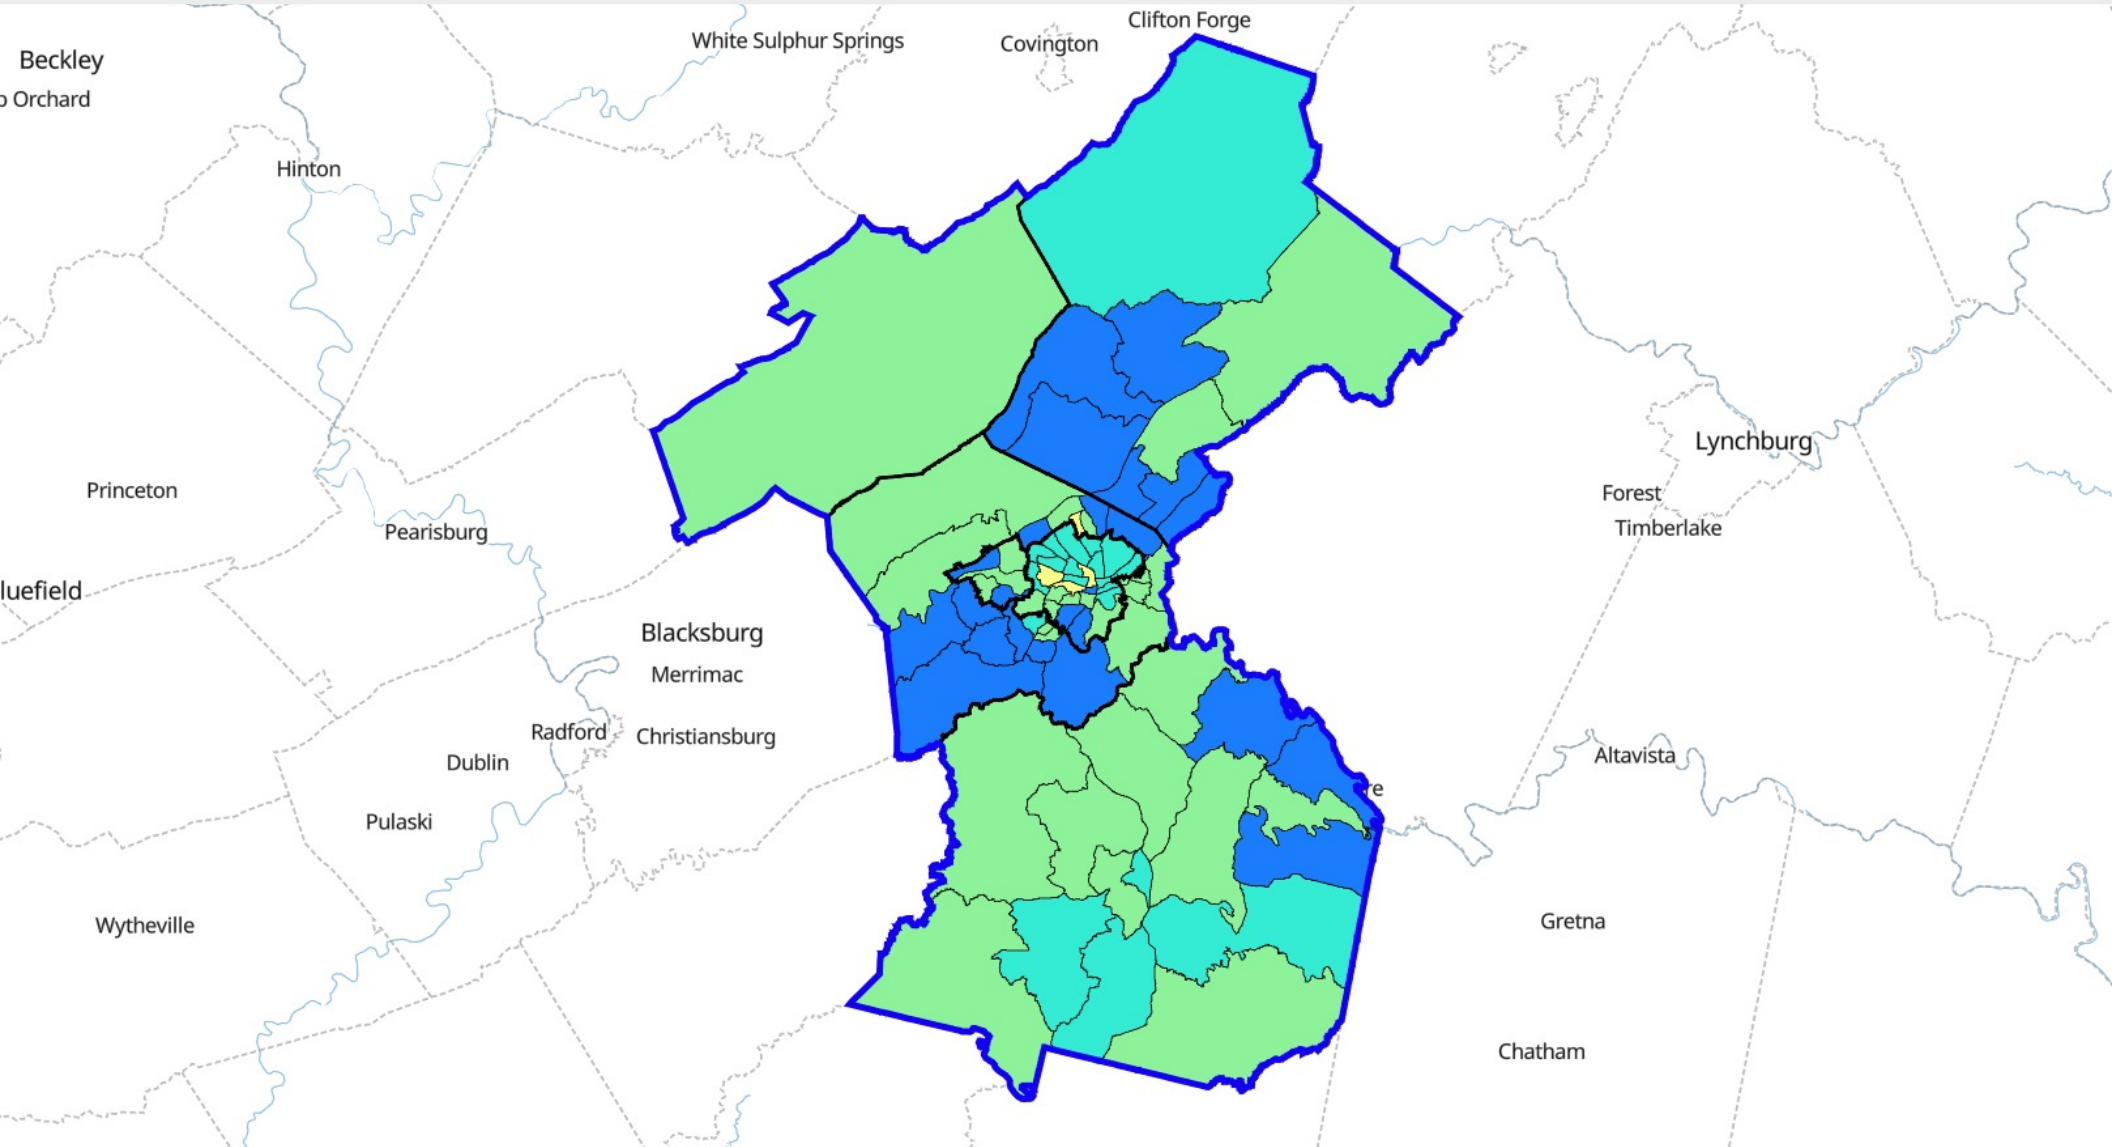 Clifton Forge
White Sulphur Springs
Covington
Beckley
o Orchard
Hinton
Lynchburg
Princeton
Forest
Pearisburg
Timberlake
luefield
Blacksburg
Merrimac
Radford
Christiansburg
Altavista
Dublin
re
Pulaski
Gretna
Wytheville
Chatham